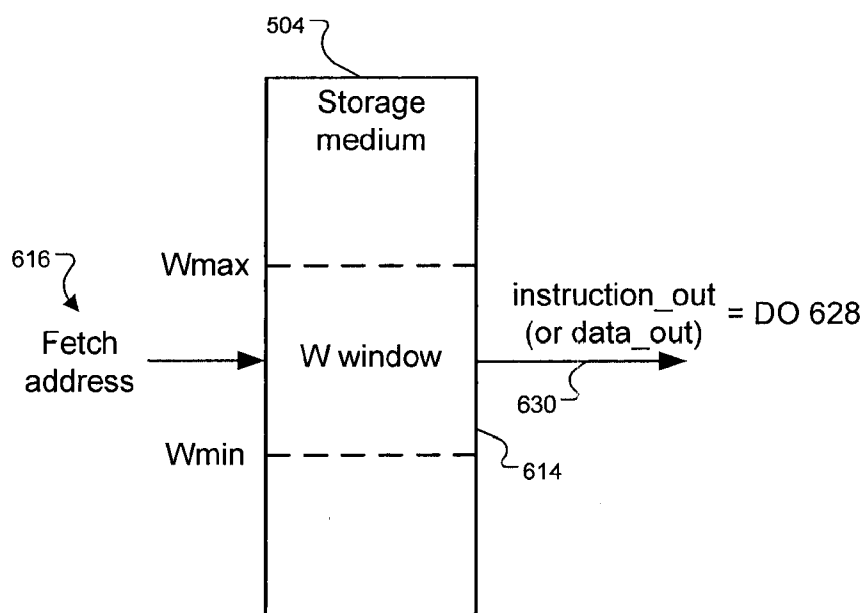 504
Storage
medium
616
Wmax
Fetch
address
W window
instruction_out
(or data_out)
= DO 628
630
Wmin
614